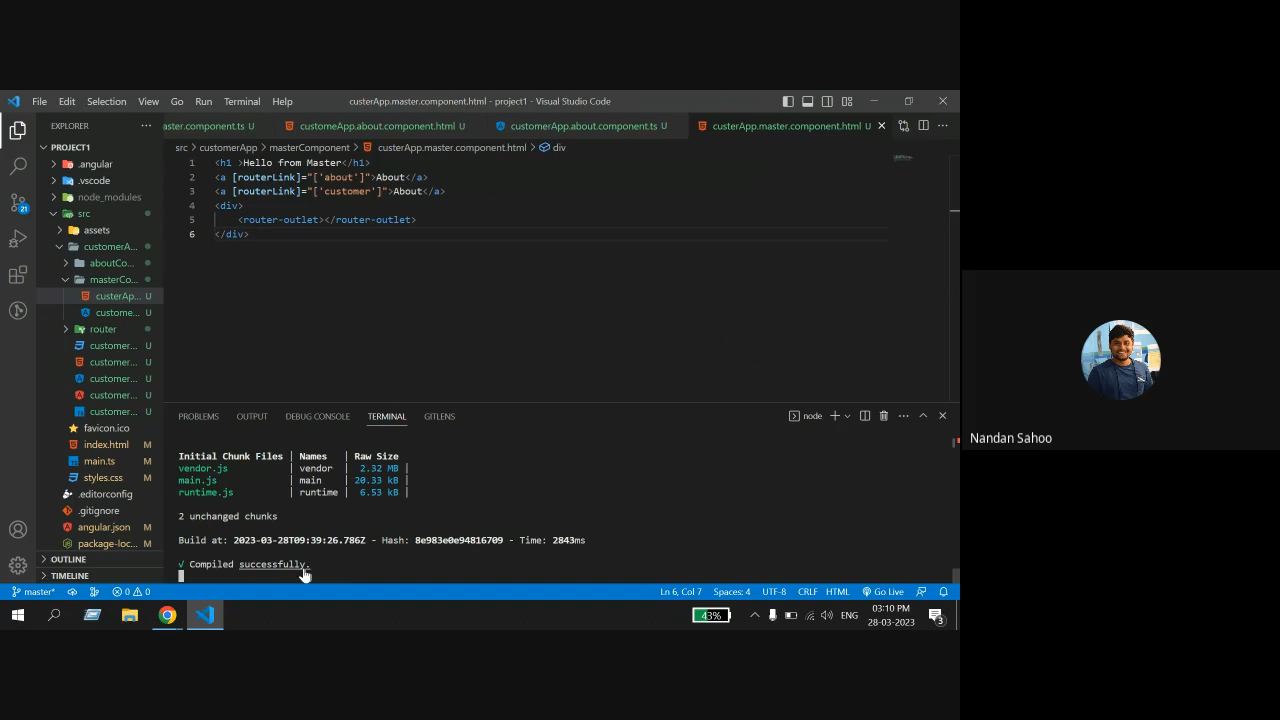 File Edit Selection View Go Run Terminal Help custerApp.master.component.html - project1 - Visual Studio Code
EXPLORER
aster.component.ts U customeApp.about.component.html U customerApp.about.component.ts U custerApp.master.component.html U
src > customerApp > masterComponent > custerApp.master.component.html > div
PROJECT1
.angular
.vscode
node_modules
src
assets
customerA...
aboutCo...
masterCo...
custerAp... U
custome... U
router
customer... U
customer... U
customer... U
customer... U
customer... U
favicon.ico
index.html M
main.ts M
styles.css M
.editorconfig
.gitignore
angular.json M
package-loc... M
OUTLINE
TIMELINE
23
1 <h1 >Hello from Master</h1>
2 <a [routerLink]="['about']">About</a>
3 <a [routerLink]="['customer']">About</a>
4 <div>
5 <router-outlet></router-outlet>
6 </div>
PROBLEMS OUTPUT DEBUG CONSOLE TERMINAL GITLENS node
Initial Chunk Files | Names | Raw Size
vendor.js | vendor | 2.32 MB |
main.js | main | 20.33 kB |
runtime.js | runtime | 6.53 kB |
2 unchanged chunks
Build at: 2023-03-28T09:39:26.786Z - Hash: 8e983e0e94816709 - Time: 2843ms
√ Compiled successfully.
master* 0 0 Ln 6, Col 7 Spaces: 4 UTF-8 CRLF HTML Go Live
43% ENG 03:10 PM
28-03-2023 3
Nandan Sahoo